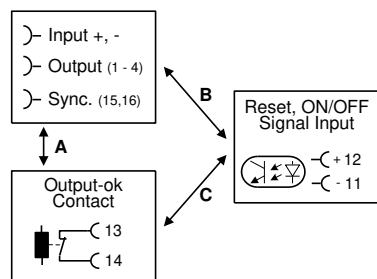 Input +, -
Output (1 - 4)
Sync. (15,16)
B
Reset, ON/OFF
Signal Input
+ 12
- 11
A
Output-ok
Contact
13
14
C